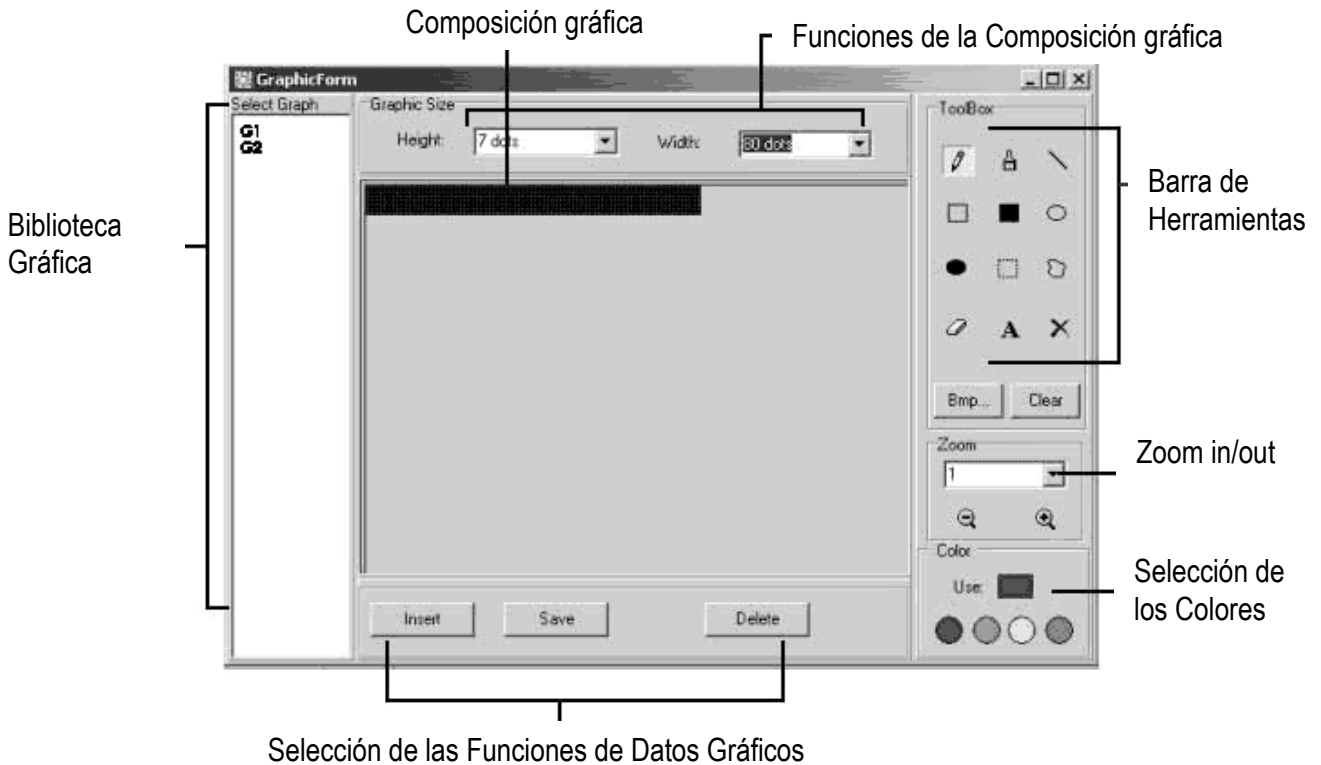 Composición gráfica
Funciones de la Composición gráfica
GraphicForm
Select Graph
G1
G2
Graphic Size
Height:
7 dots
Width:
80 dots
ToolBox
Barra de
Herramientas
Biblioteca
Gráfica
Bmp...
Clear
Zoom
1
Zoom in/out
Color
Use:
Selección de
los Colores
A
Insert
Save
Delete
Selección de las Funciones de Datos Gráficos